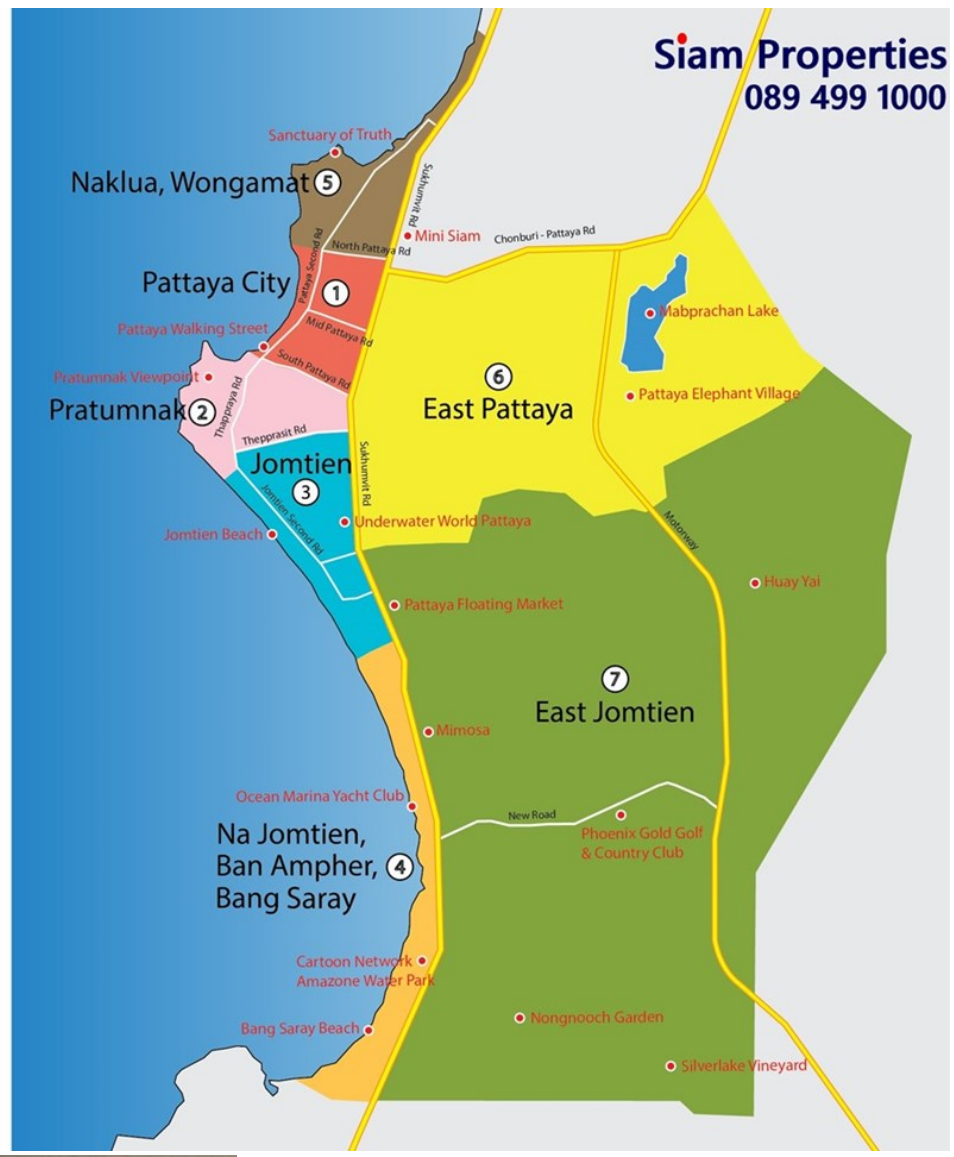 Siam Properties
089 499 1000
Sanctuary of Truth
Naklua, Wongamat 5
Sukhumvit Rd
Mini Siam
Chonburi - Pattaya Rd
North Pattaya Rd
Pattaya Second Rd
Pattaya City
1
Mabprachan Lake
Mid Pattaya Rd
Pattaya Walking Street
South Pattaya Rd
Pratumnak Viewpoint
Pratumnak 2
Thappraya Rd
6
East Pattaya
Pattaya Elephant Village
Thepprasit Rd
Jomtien
3
Sukhumvit Rd
Jomtien Second Rd
Underwater World Pattaya
Jomtien Beach
Motorway
Huay Yai
Pattaya Floating Market
7
East Jomtien
Mimosa
Ocean Marina Yacht Club
New Road
Phoenix Gold Golf
& Country Club
Na Jomtien,
Ban Ampher, 4
Bang Saray
Cartoon Network
Amazone Water Park
Nongnooch Garden
Bang Saray Beach
Silverlake Vineyard